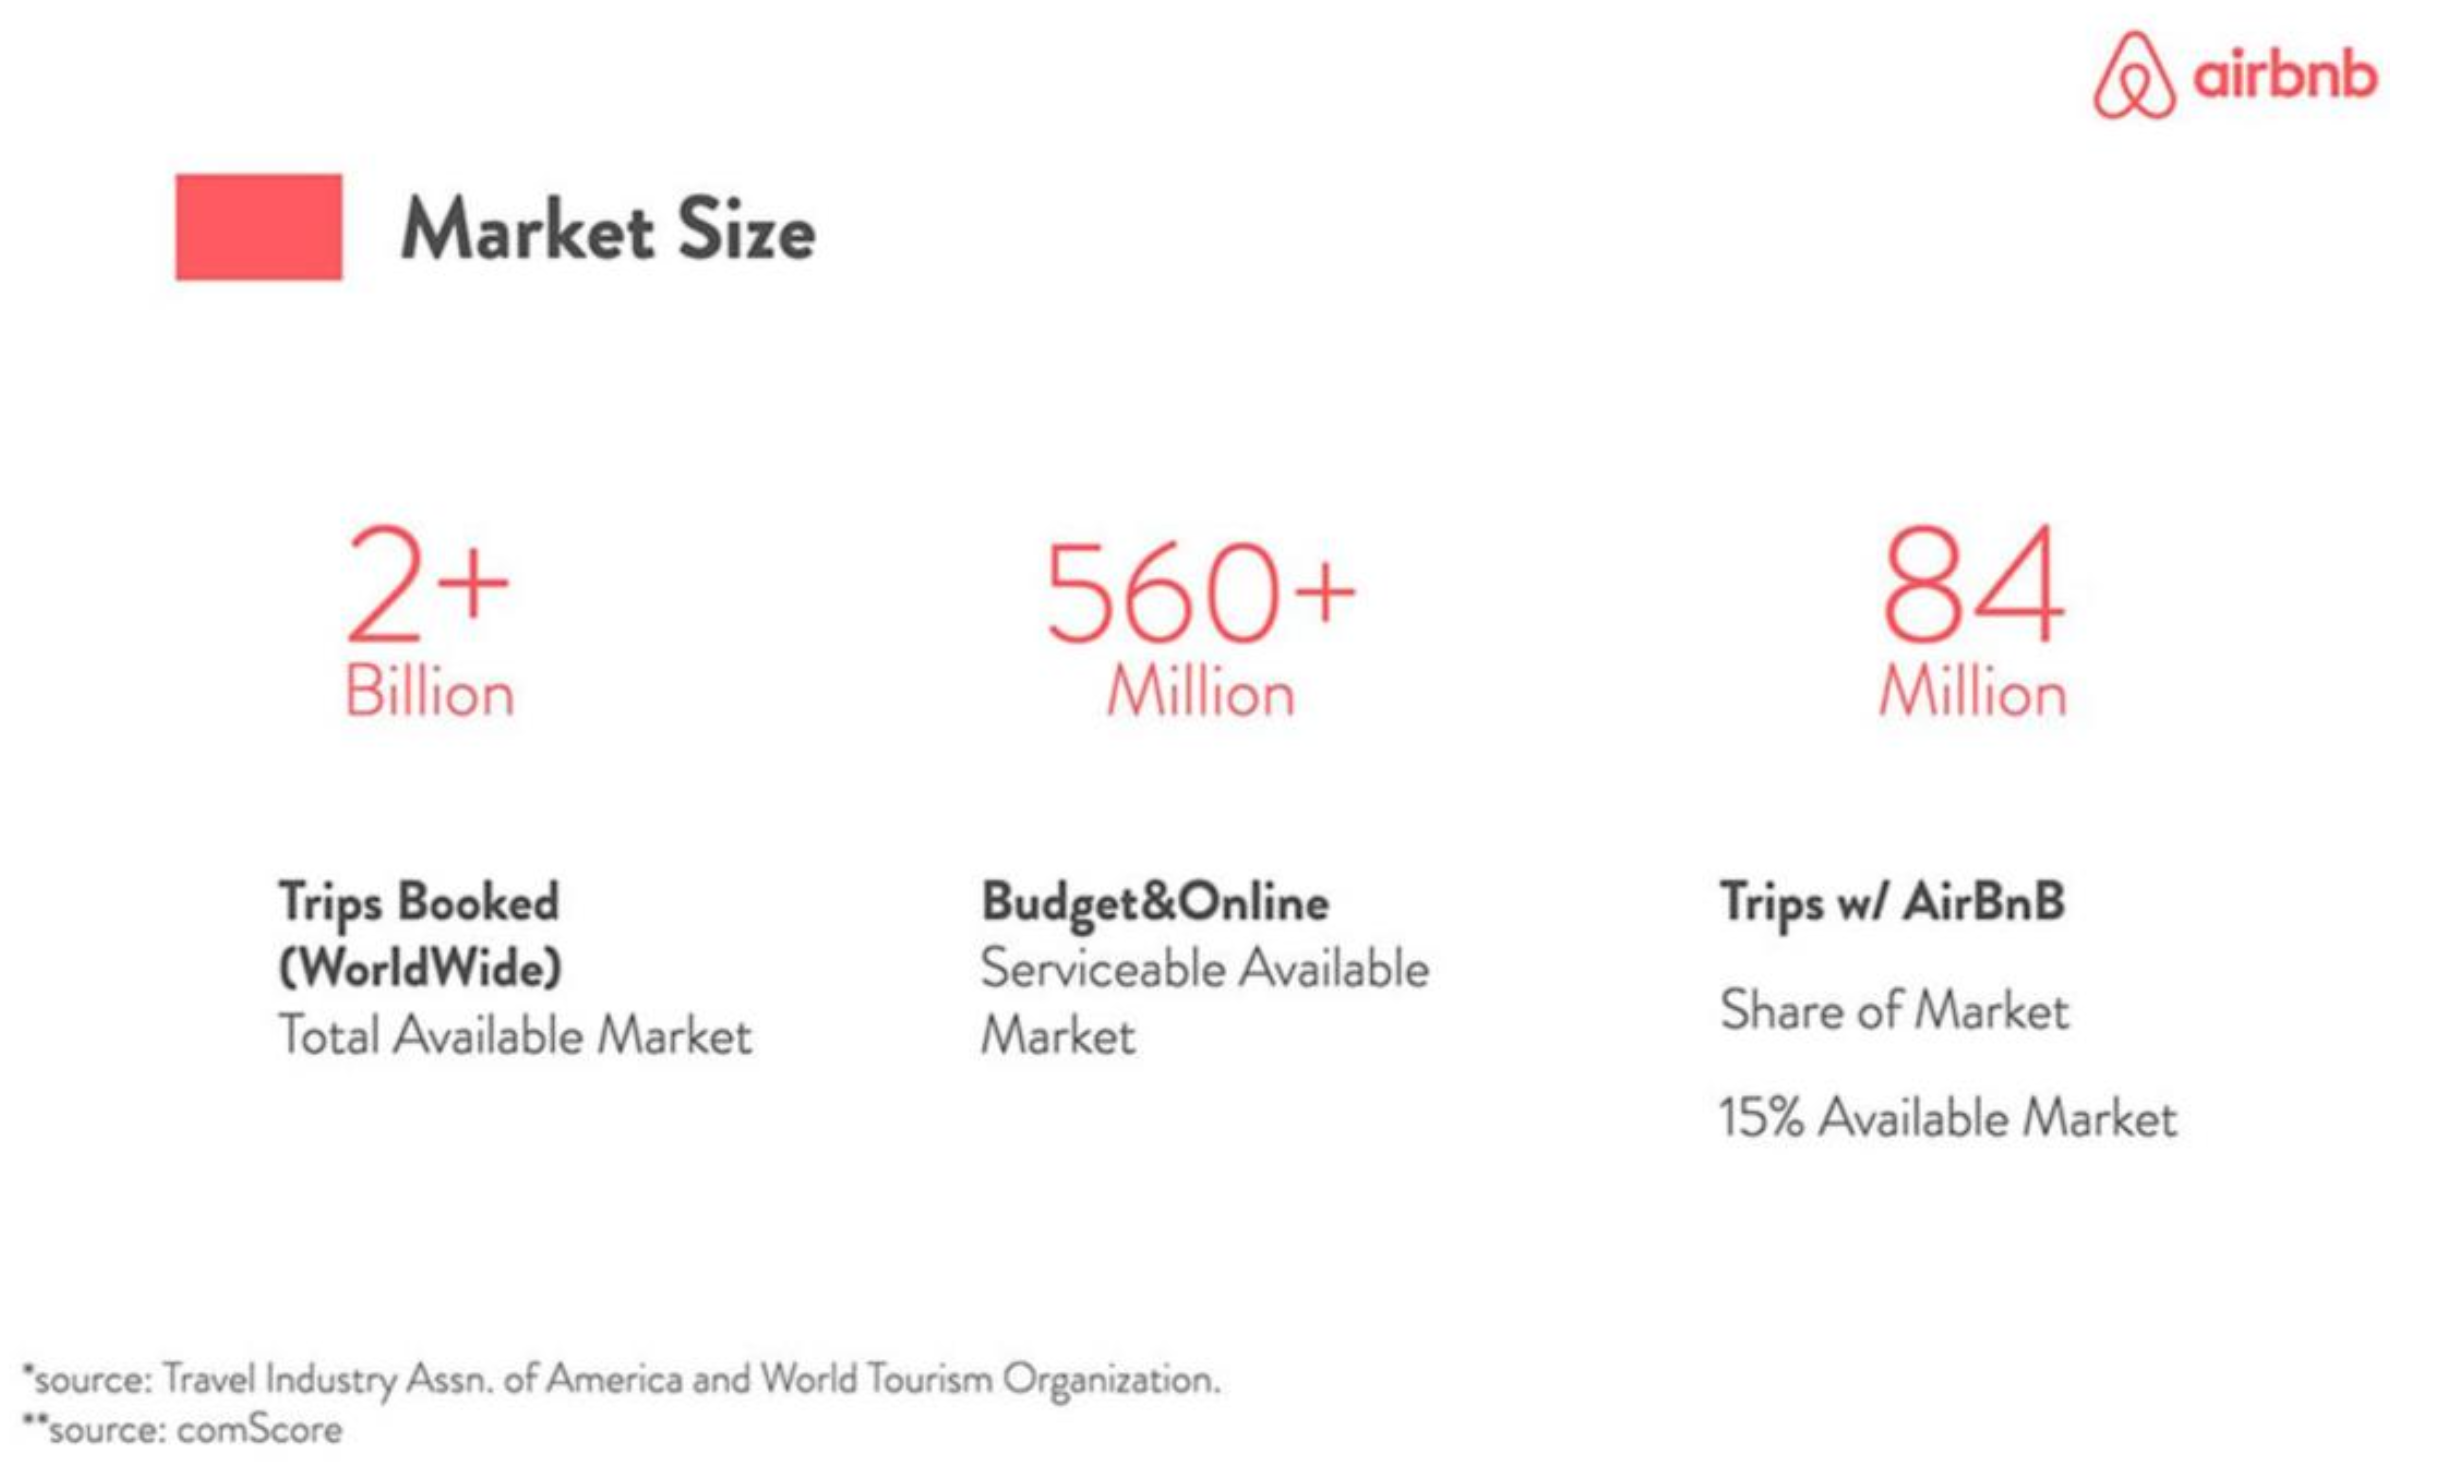 airbnb
Market Size
2+
Billion
560+
Million
84
Million
Trips Booked
(WorldWide)
Total Available Market
Budget&Online
Serviceable Available
Market
Trips w/ AirBnB
Share of Market
15% Available Market
*source: Travel Industry Assn. of America and World Tourism Organization.
**source: comScore